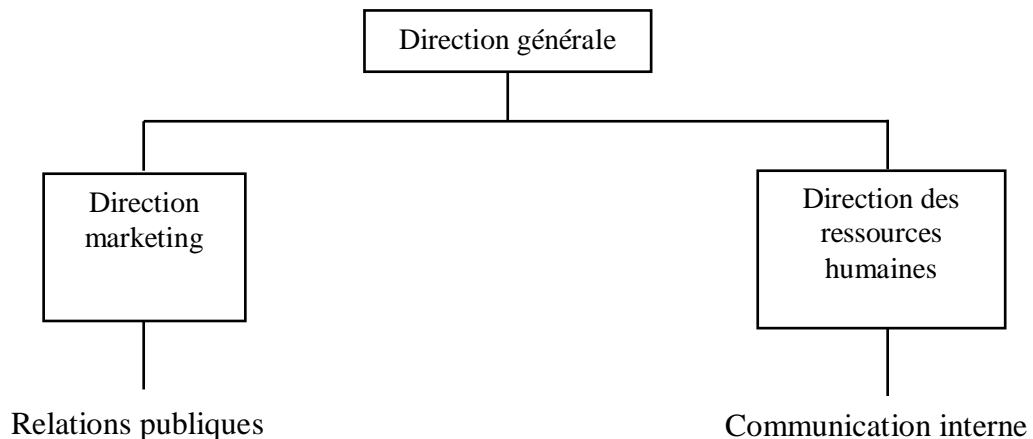 Direction générale
Direction
marketing
Direction des
ressources
humaines
Relations publiques
Communication interne